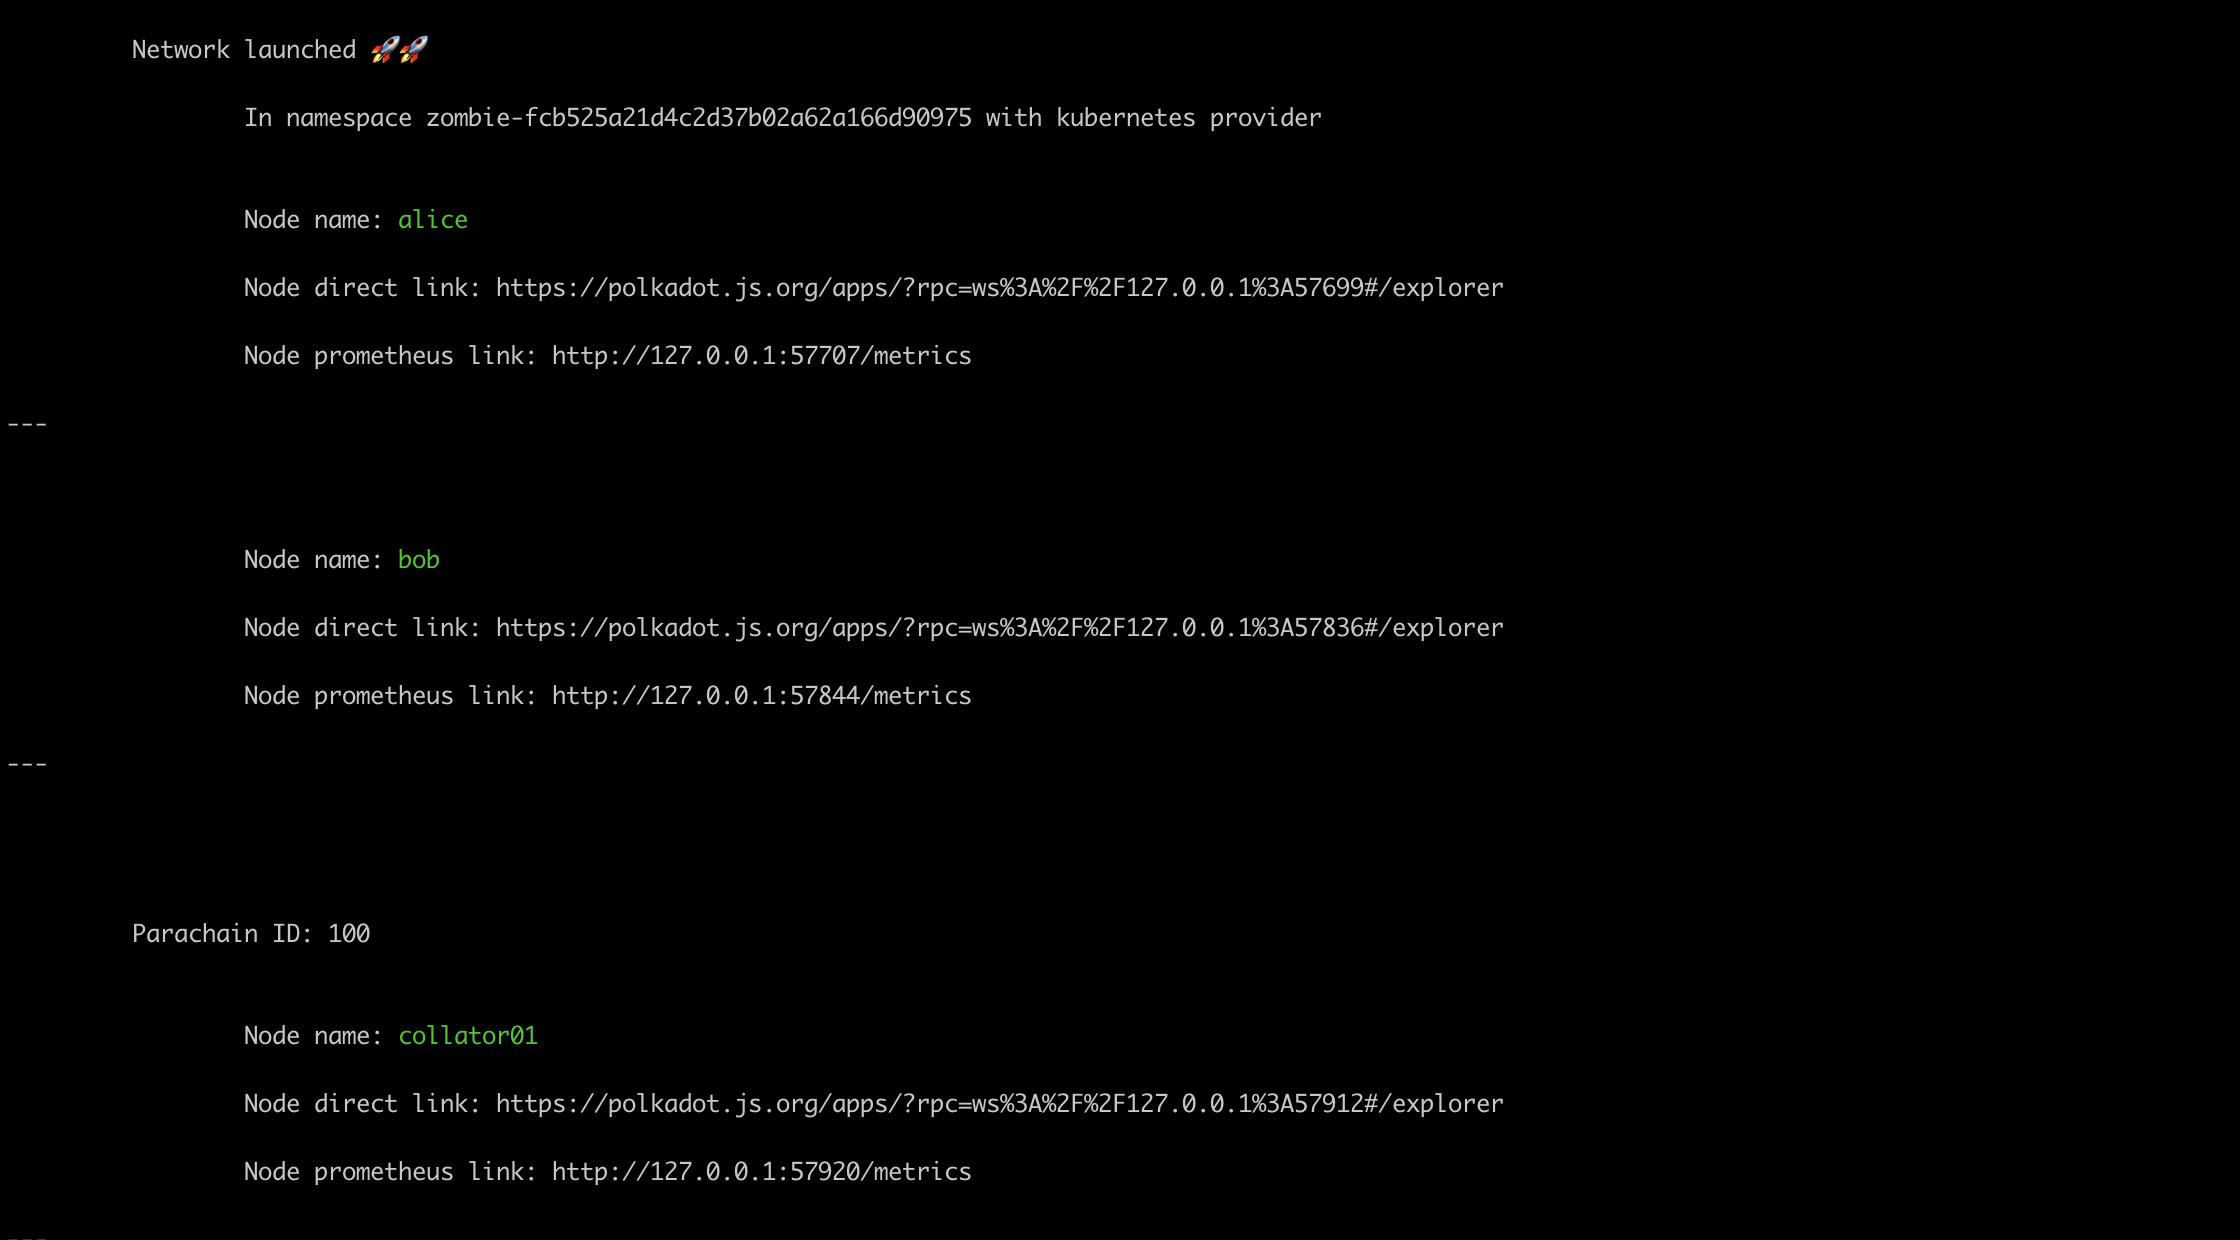 Network launched 🚀🚀
In namespace zombie-fcb525a21d4c2d37b02a62a166d90975 with kubernetes provider
Node name: alice
Node direct link: https://polkadot.js.org/apps/?rpc=ws%3A%2F%2F127.0.0.1%3A57699#/explorer
Node prometheus link: http://127.0.0.1:57707/metrics
---
Node name: bob
Node direct link: https://polkadot.js.org/apps/?rpc=ws%3A%2F%2F127.0.0.1%3A57836#/explorer
Node prometheus link: http://127.0.0.1:57844/metrics
---
Parachain ID: 100
Node name: collator01
Node direct link: https://polkadot.js.org/apps/?rpc=ws%3A%2F%2F127.0.0.1%3A57912#/explorer
Node prometheus link: http://127.0.0.1:57920/metrics
---